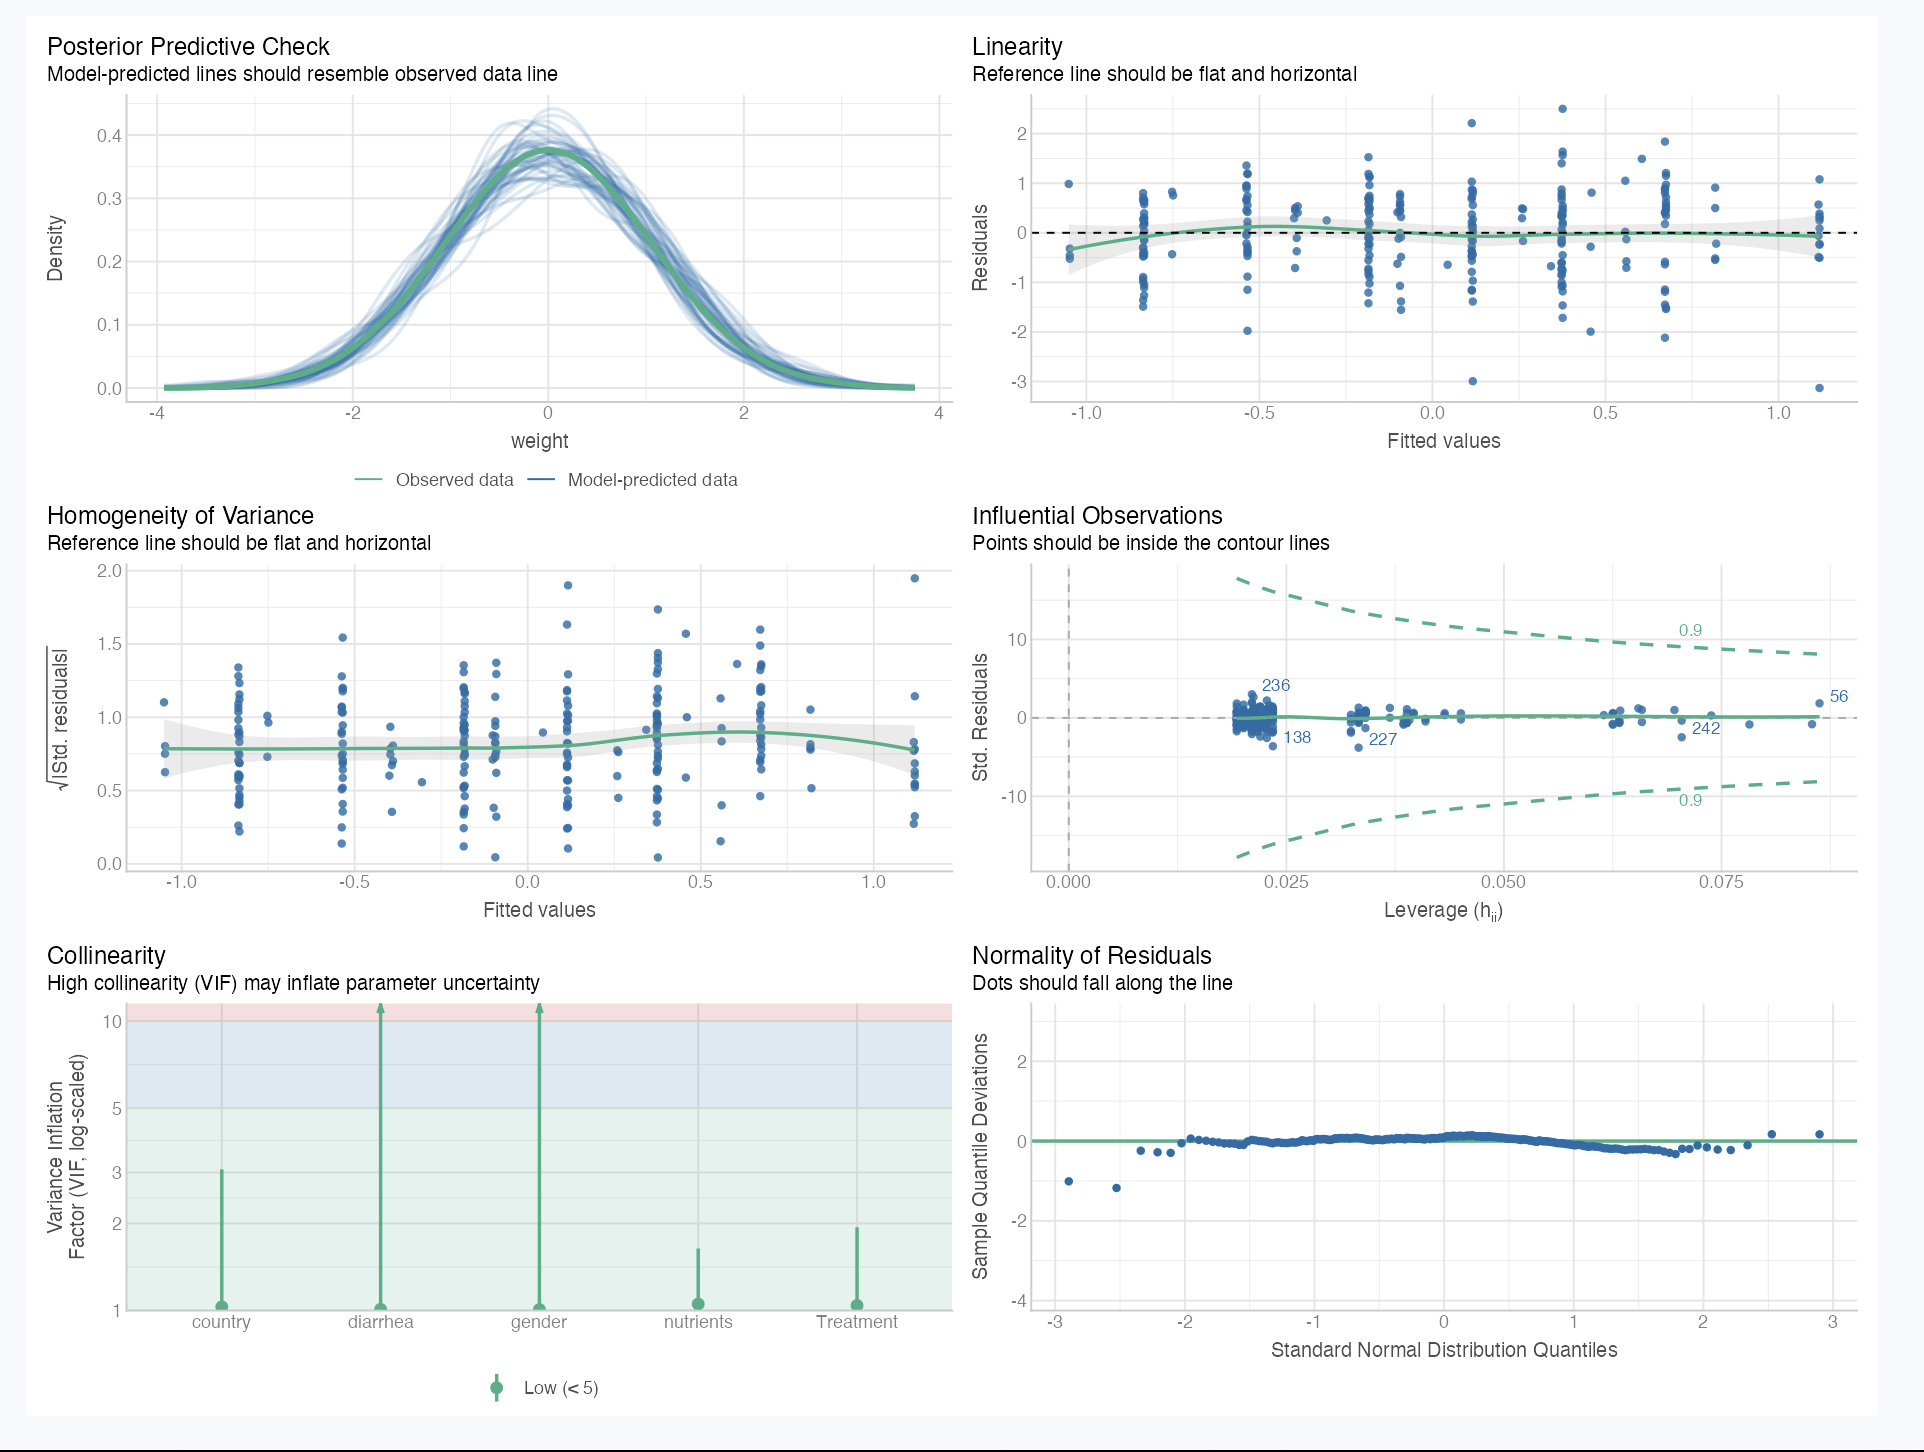 Posterior Predictive Check
Model-predicted lines should resemble observed data line
0.4
0.3
0.2
0.1
0.0
Density
-4
-2
0
2
4
weight
Observed data
Model-predicted data
Linearity
Reference line should be flat and horizontal
2
1
0
-1
-2
-3
Residuals
-1.0
-0.5
0.0
0.5
1.0
Fitted values
Homogeneity of Variance
Reference line should be flat and horizontal
2.0
1.5
1.0
0.5
0.0
√|Std. residuals|
-1.0
-0.5
0.0
0.5
1.0
Fitted values
Influential Observations
Points should be inside the contour lines
10
0
-10
Std. Residuals
0.9
236
56
138
227
242
0.9
0.000
0.025
0.050
0.075
Leverage (hii)
Collinearity
High collinearity (VIF) may inflate parameter uncertainty
10
5
3
2
1
Variance Inflation
Factor (VIF, log-scaled)
country
diarrhea
gender
nutrients
Treatment
Low (< 5)
Normality of Residuals
Dots should fall along the line
2
0
-2
-4
Sample Quantile Deviations
-3
-2
-1
0
1
2
3
Standard Normal Distribution Quantiles